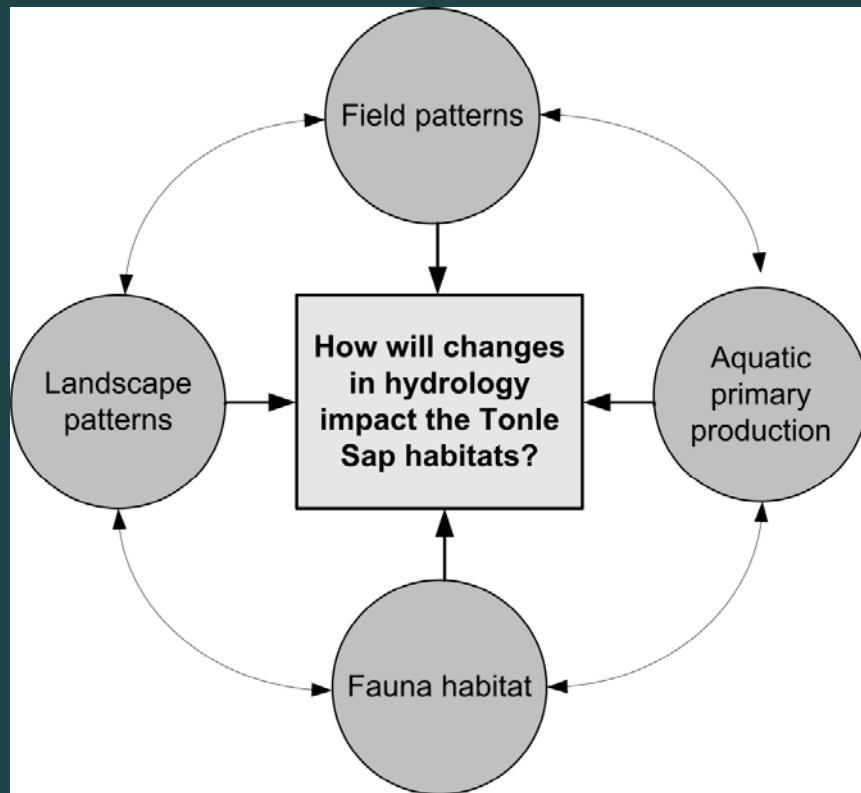 Field patterns
Landscape
patterns
How will changes
in hydrology
impact the Tonle
Sap habitats?
Aquatic
primary
production
Fauna habitat